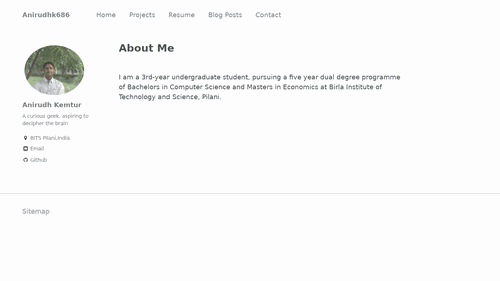 Anirudhk686 Home Projects Resume Blog Posts Contact
About Me
I am a 3rd-year undergraduate student, pursuing a five year dual degree programme
of Bachelors in Computer Science and Masters in Economics at Birla Institute of
Technology and Science, Pilani.
Anirudh Kemtur
A curious geek, aspiring to
decipher the brain
BITS Pilani,India
Email
Github
Sitemap